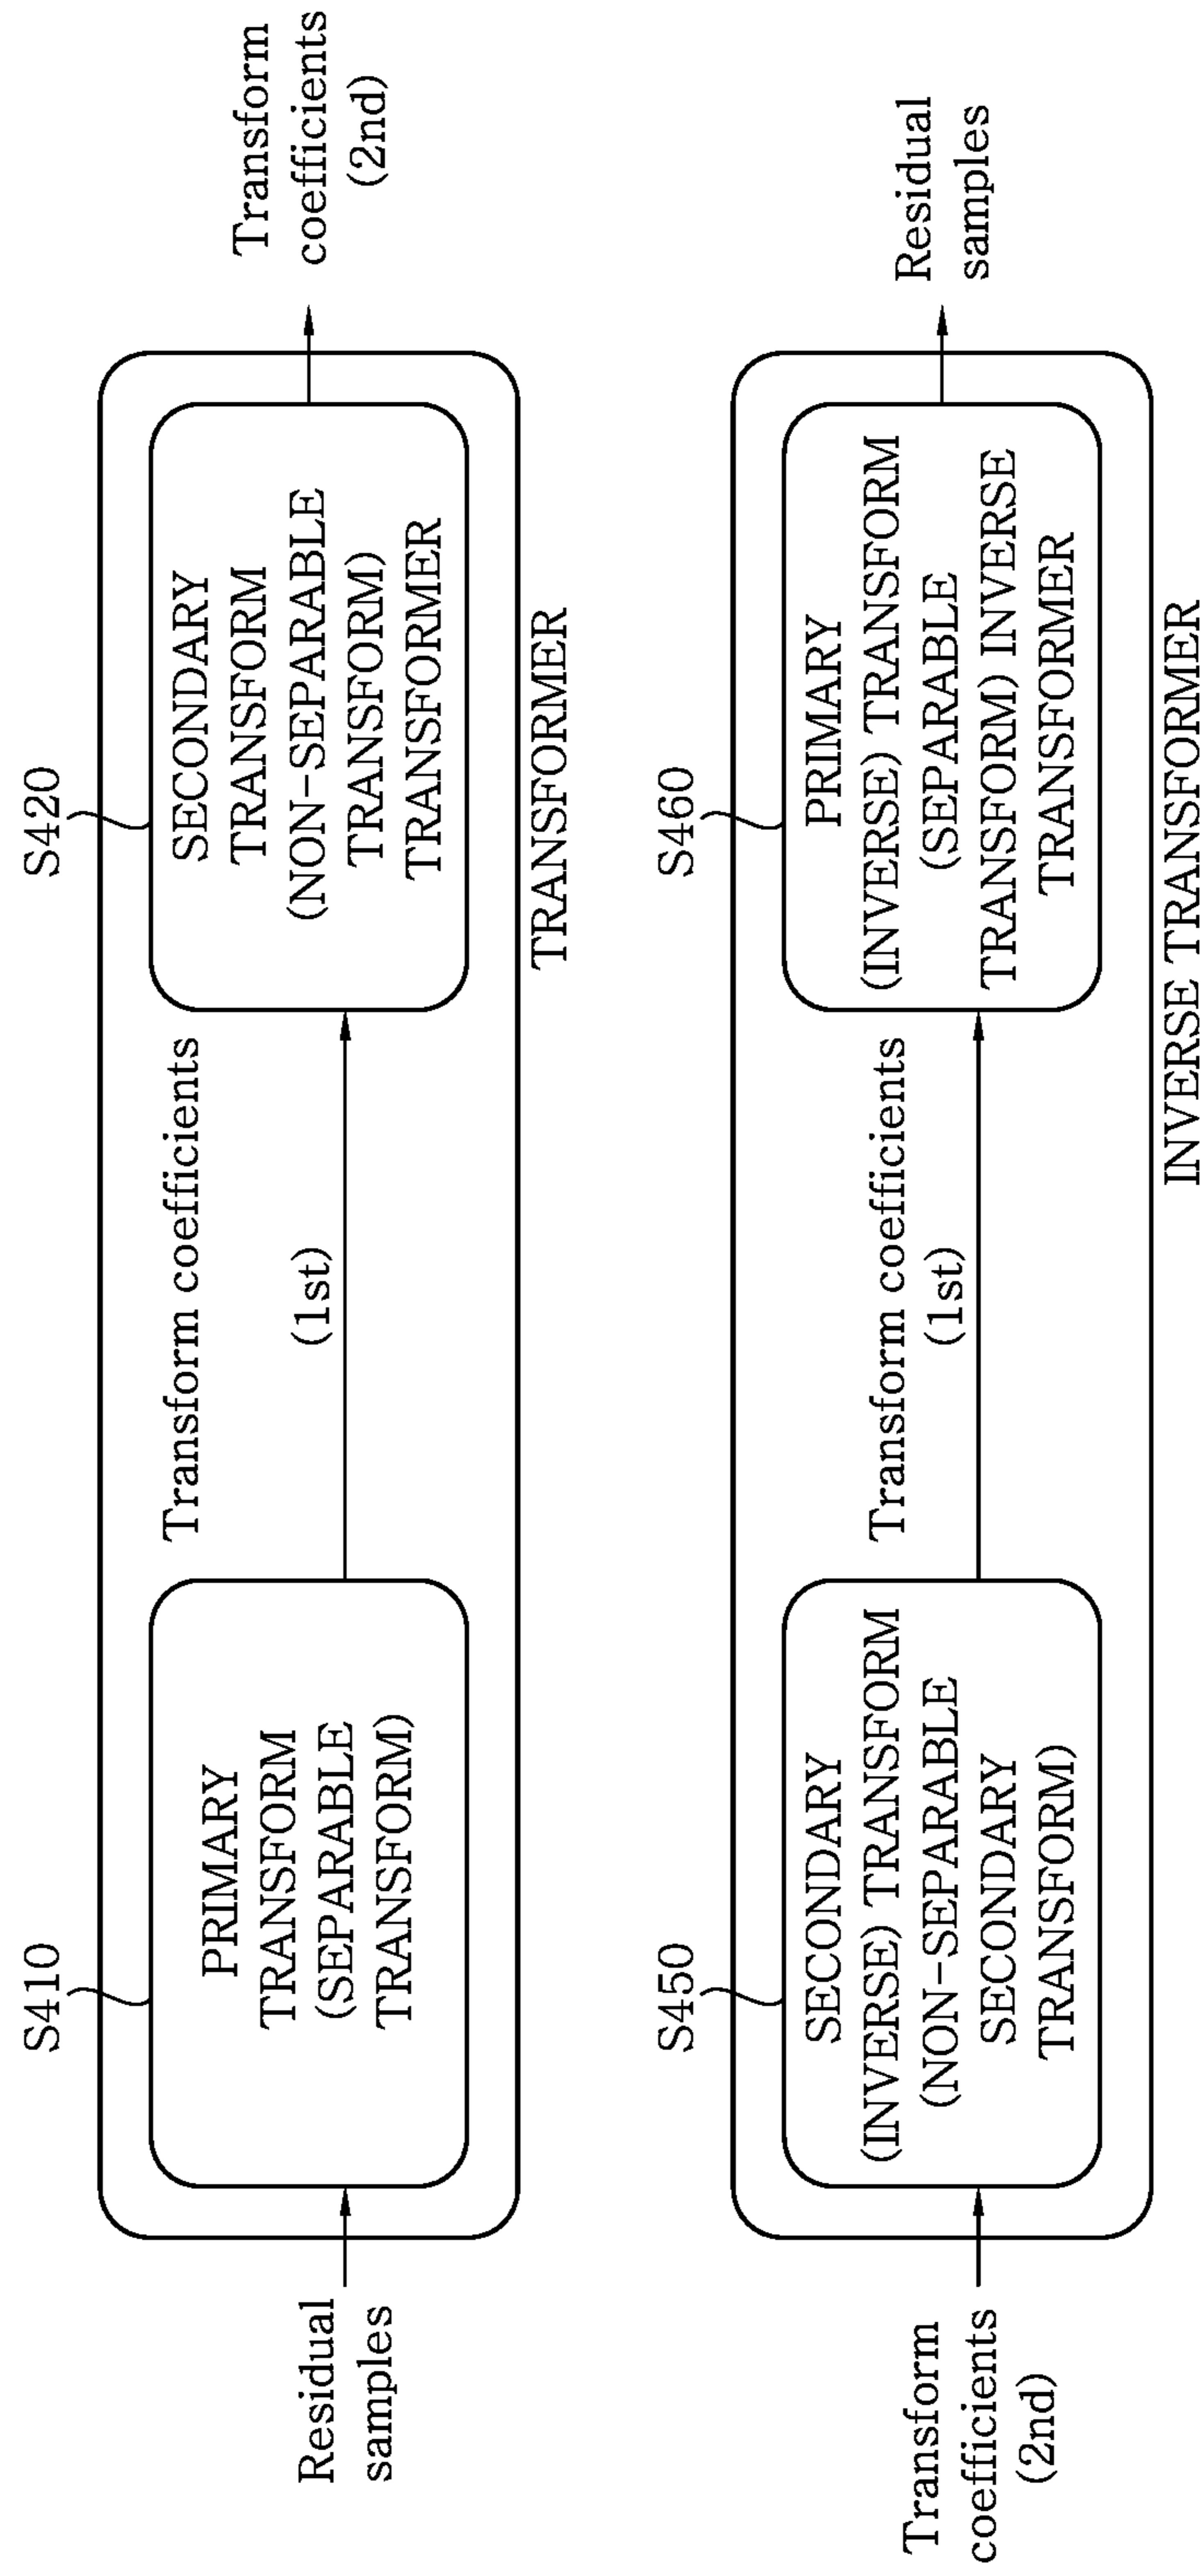 S410
S420
Residual
samples
PRIMARY
TRANSFORM
(SEPARABLE
TRANSFORM)
Transform coefficients
(1st)
SECONDARY
TRANSFORM
(NON-SEPARABLE
TRANSFORM)
TRANSFORMER
Transform
coefficients
(2nd)
TRANSFORMER
S450
S460
Transform
coefficients
(2nd)
SECONDARY
(INVERSE) TRANSFORM
(NON-SEPARABLE
SECONDARY
TRANSFORM)
Transform coefficients
(1st)
PRIMARY
(INVERSE) TRANSFORM
(SEPARABLE
TRANSFORM) INVERSE
TRANSFORMER
Residual
samples
INVERSE TRANSFORMER